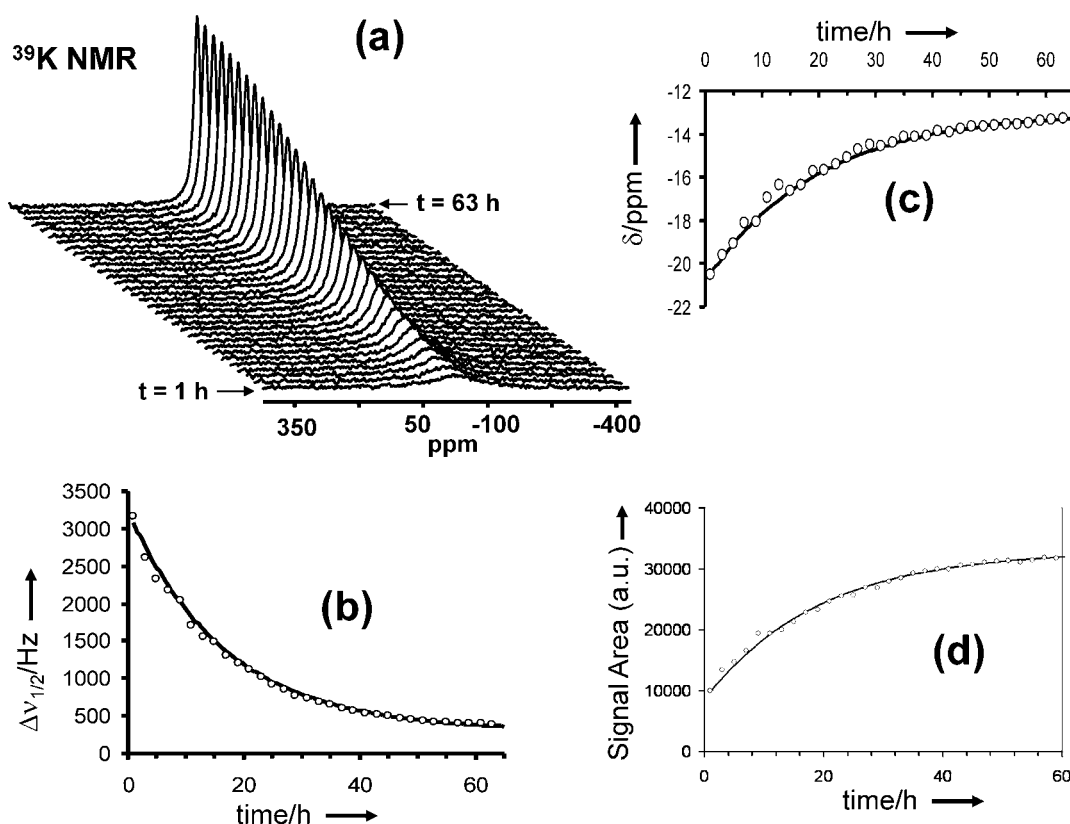 ³⁹K NMR
(a)
t = 63 h
t = 1 h
350 50 -100 -400
ppm
time/h
0 10 20 30 40 50 60
-12
-14
-16
-18
-20
-22
δ/ppm
(c)
3500
3000
2500
2000
1500
1000
500
0
Δν1/2/Hz
(b)
0 20 40 60
time/h
40000
30000
20000
10000
0
Signal Area (a.u.)
(d)
0 20 40 60
time/h